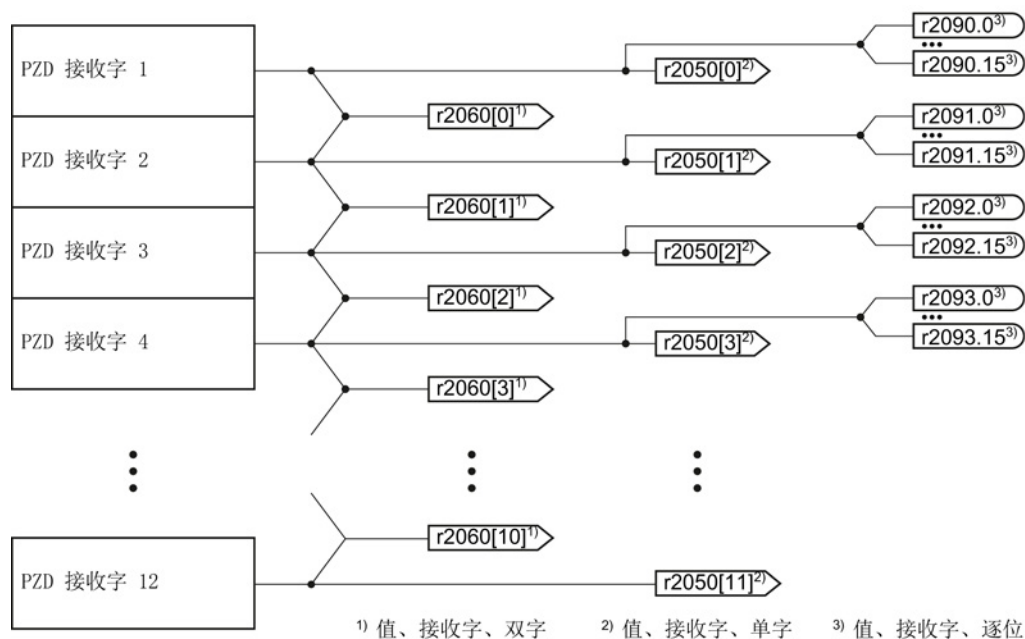 r2090.0³⁾
PZD 接收字 1
r2050[0]²⁾
r2090.15³⁾
r2060[0]¹⁾
r2091.0³⁾
PZD 接收字 2
r2050[1]²⁾
r2091.15³⁾
r2060[1]¹⁾
r2092.0³⁾
PZD 接收字 3
r2050[2]²⁾
r2092.15³⁾
r2060[2]¹⁾
r2093.0³⁾
PZD 接收字 4
r2050[3]²⁾
r2093.15³⁾
r2060[3]¹⁾
r2060[10]¹⁾
PZD 接收字 12
r2050[11]²⁾
¹⁾ 值、接收字、双字
²⁾ 值、接收字、单字
³⁾ 值、接收字、逐位